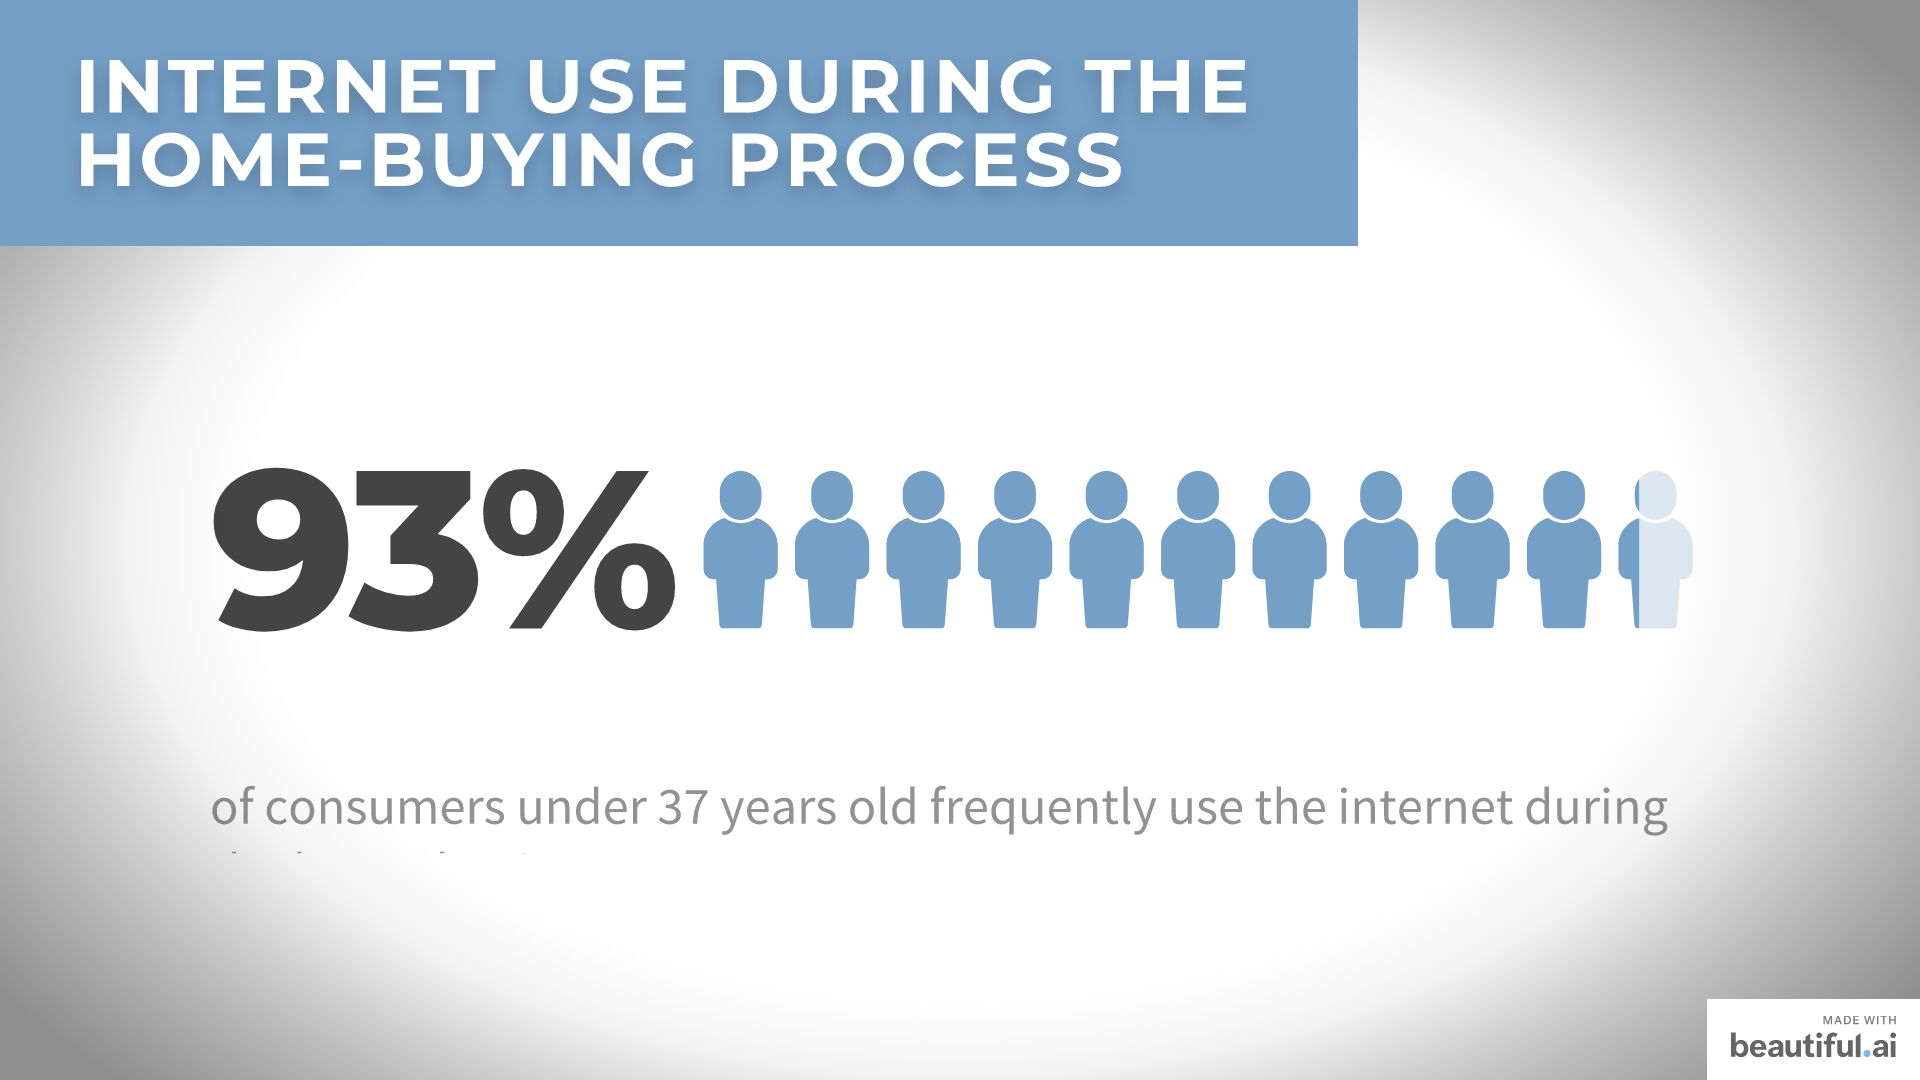 INTERNET USE DURING THE
HOME-BUYING PROCESS
93%
of consumers under 37 years old frequently use the internet during
MADE WITH
beautiful.ai